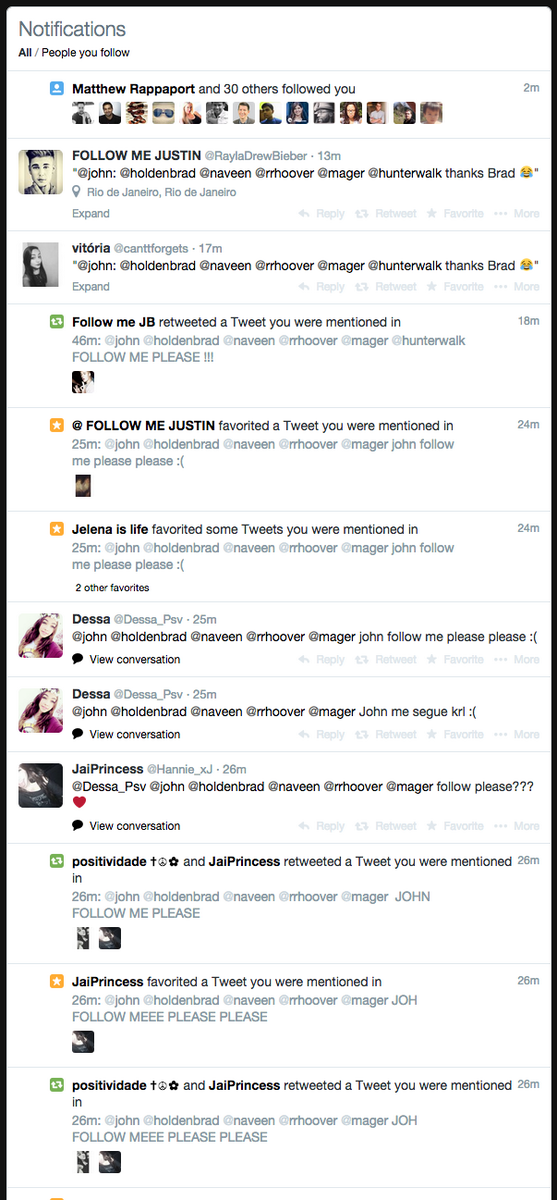 Notifications
All / People you follow
Matthew Rappaport and 30 others followed you 2m
FOLLOW ME JUSTIN @RaylaDrewBieber · 13m
"@john: @holdenbrad @naveen @rrhoover @mager @hunterwalk thanks Brad 😂"
Rio de Janeiro, Rio de Janeiro
Expand Reply Retweet Favorite More
vitória @canttforgets · 17m
"@john: @holdenbrad @naveen @rrhoover @mager @hunterwalk thanks Brad 😂"
Expand Reply Retweet Favorite More
Follow me JB retweeted a Tweet you were mentioned in 18m
46m: @john @holdenbrad @naveen @rrhoover @mager @hunterwalk
FOLLOW ME PLEASE !!!
@ FOLLOW ME JUSTIN favorited a Tweet you were mentioned in 24m
25m: @john @holdenbrad @naveen @rrhoover @mager john follow
me please please :(
Jelena is life favorited some Tweets you were mentioned in 24m
25m: @john @holdenbrad @naveen @rrhoover @mager john follow
me please please :(
2 other favorites
Dessa @Dessa_Psv · 25m
@john @holdenbrad @naveen @rrhoover @mager john follow me please please :(
View conversation Reply Retweet Favorite More
Dessa @Dessa_Psv · 25m
@john @holdenbrad @naveen @rrhoover @mager John me segue krl :(
View conversation Reply Retweet Favorite More
JaiPrincess @Hannie_xJ · 26m
@Dessa_Psv @john @holdenbrad @naveen @rrhoover @mager follow please???
❤
View conversation Reply Retweet Favorite More
positividade ✝☮✿ and JaiPrincess retweeted a Tweet you were mentioned 26m
in
26m: @john @holdenbrad @naveen @rrhoover @mager JOHN
FOLLOW ME PLEASE
JaiPrincess favorited a Tweet you were mentioned in 26m
26m: @john @holdenbrad @naveen @rrhoover @mager JOH
FOLLOW MEEE PLEASE PLEASE
positividade ✝☮✿ and JaiPrincess retweeted a Tweet you were mentioned 26m
in
26m: @john @holdenbrad @naveen @rrhoover @mager JOH
FOLLOW MEEE PLEASE PLEASE